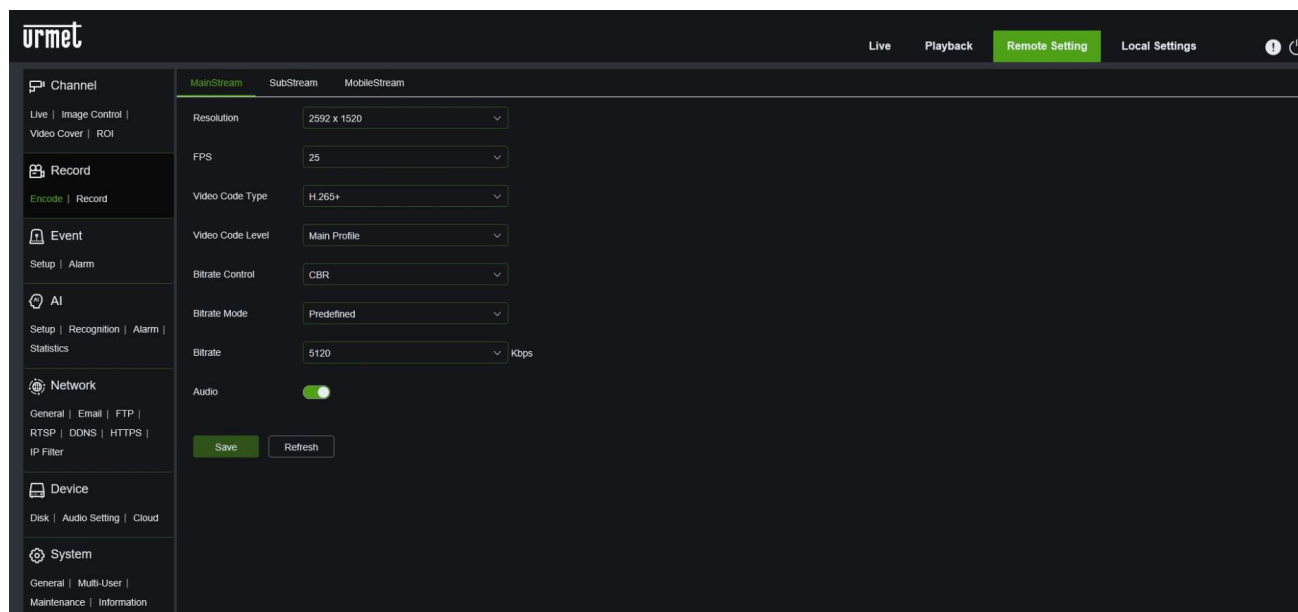 urmet
Live Playback Remote Setting Local Settings
Channel
Live | Image Control |
Video Cover | ROI
Record
Encode | Record
Event
Setup | Alarm
AI
Setup | Recognition | Alarm |
Statistics
Network
General | Email | FTP |
RTSP | DDNS | HTTPS |
IP Filter
Device
Disk | Audio Setting | Cloud
System
General | Multi-User |
Maintenance | Information
MainStream SubStream MobileStream
Resolution 2592 x 1520
FPS 25
Video Code Type H.265+
Video Code Level Main Profile
Bitrate Control CBR
Bitrate Mode Predefined
Bitrate 5120 Kbps
Audio
Save Refresh